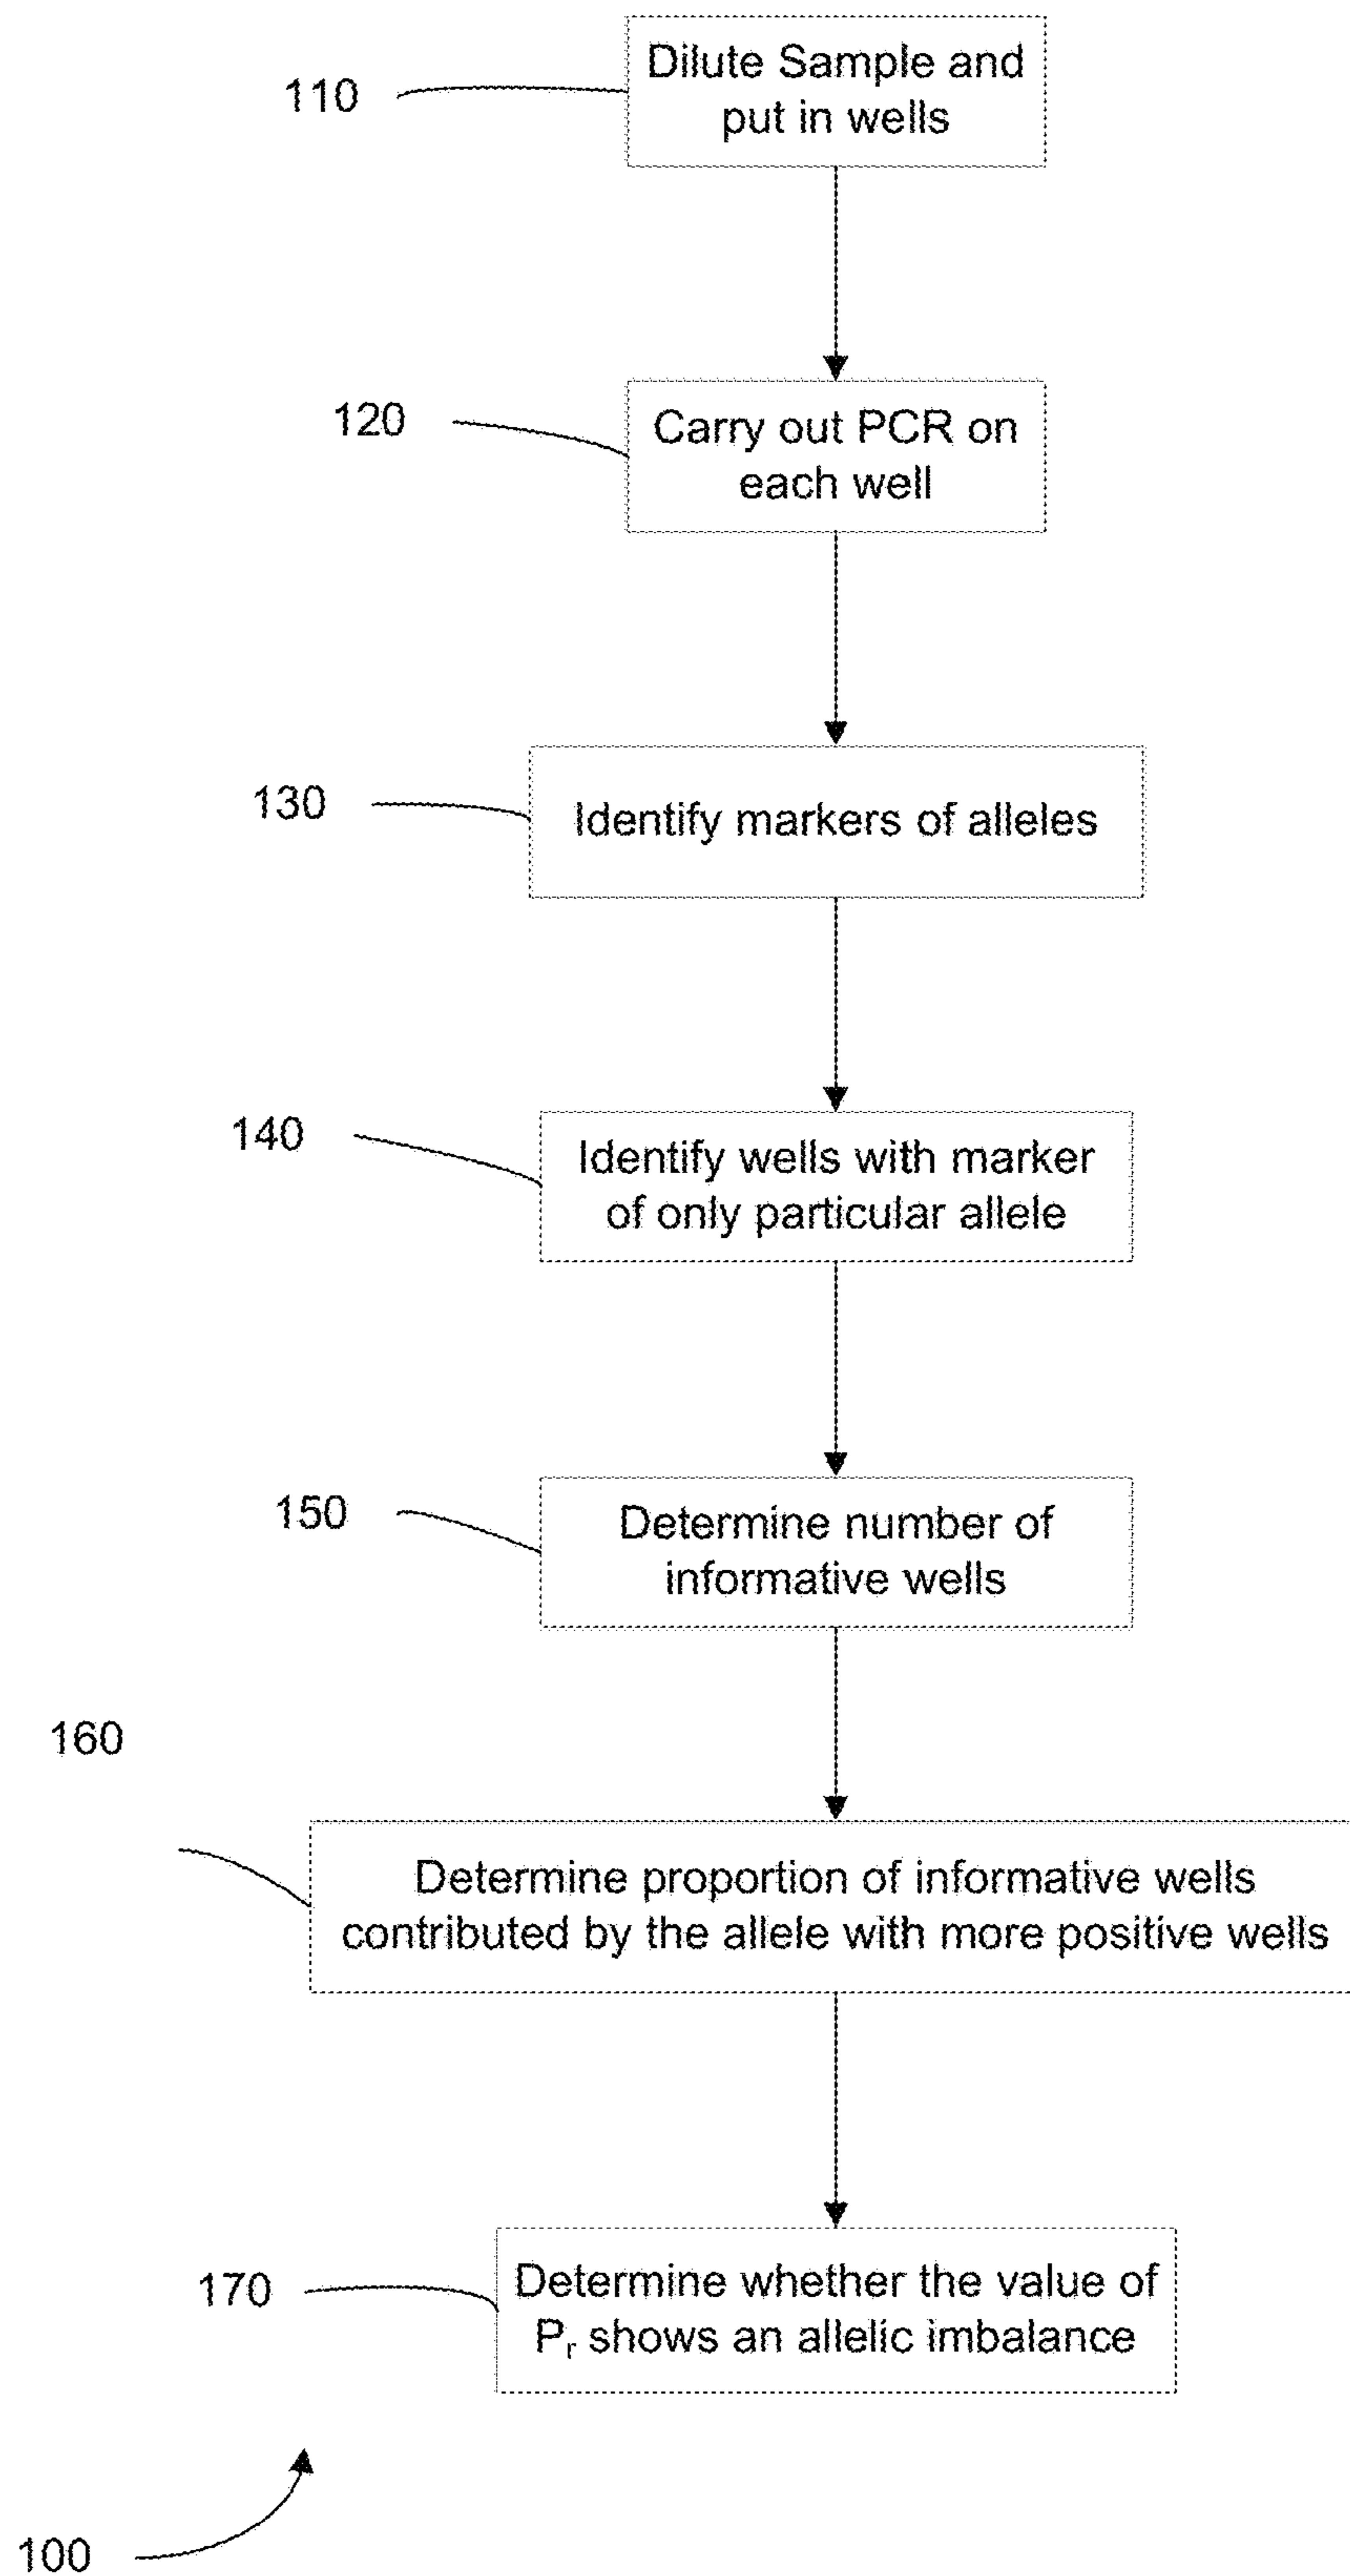 110
Dilute Sample and
put in wells
120
Carry out PCR on
each well
130
Identify markers of alleles
140
Identify wells with marker
of only particular allele
150
Determine number of
informative wells
160
Determine proportion of informative wells
contributed by the allele with more positive wells
170
Determine whether the value of
Pr shows an allelic imbalance
100